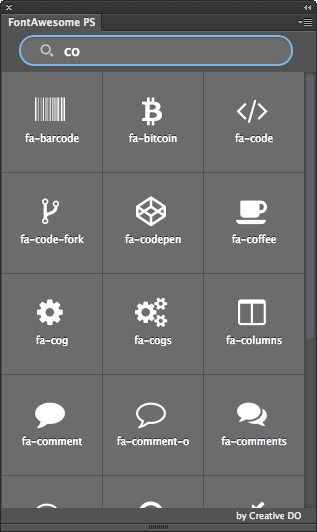 FontAwesome PS
co
fa-barcode
fa-bitcoin
fa-code
fa-code-fork
fa-codepen
fa-coffee
fa-cog
fa-cogs
fa-columns
fa-comment
fa-comment-o
fa-comments
by Creative DO